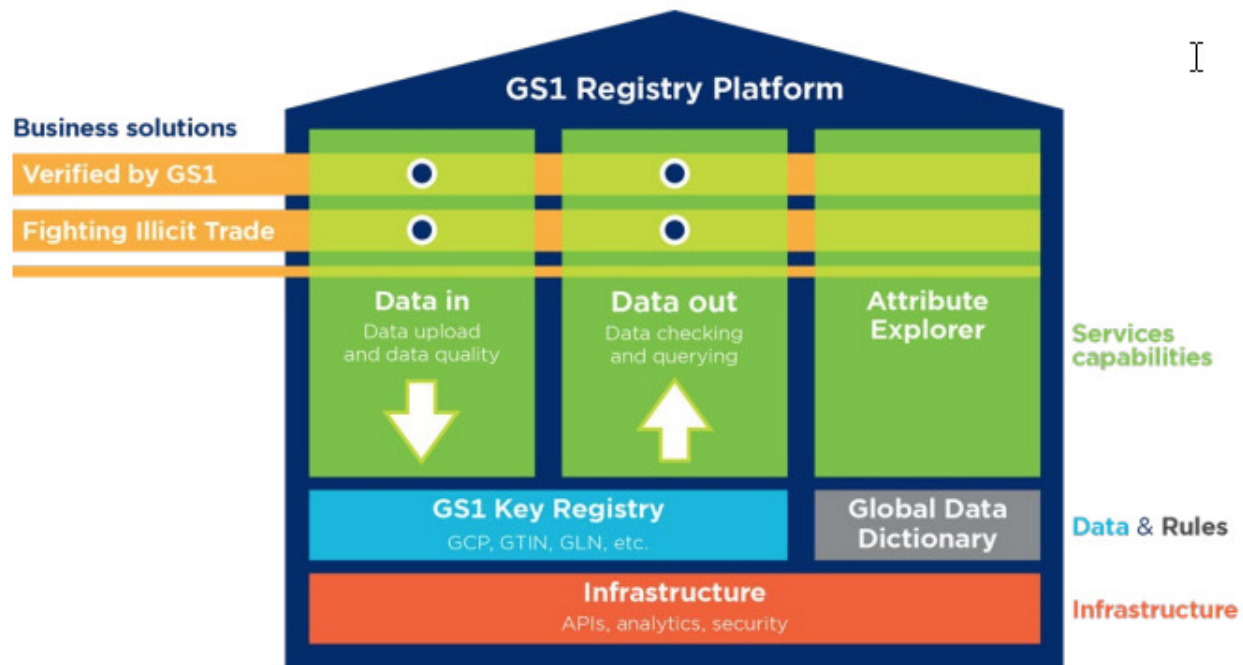 GS1 Registry Platform
Business solutions
Verified by GS1
Fighting Illicit Trade
Data in
Data upload
and data quality
Data out
Data checking
and querying
Attribute
Explorer
Services
capabilities
GS1 Key Registry
GCP, GTIN, GLN, etc.
Global Data
Dictionary
Data & Rules
Infrastructure
APIs, analytics, security
Infrastructure